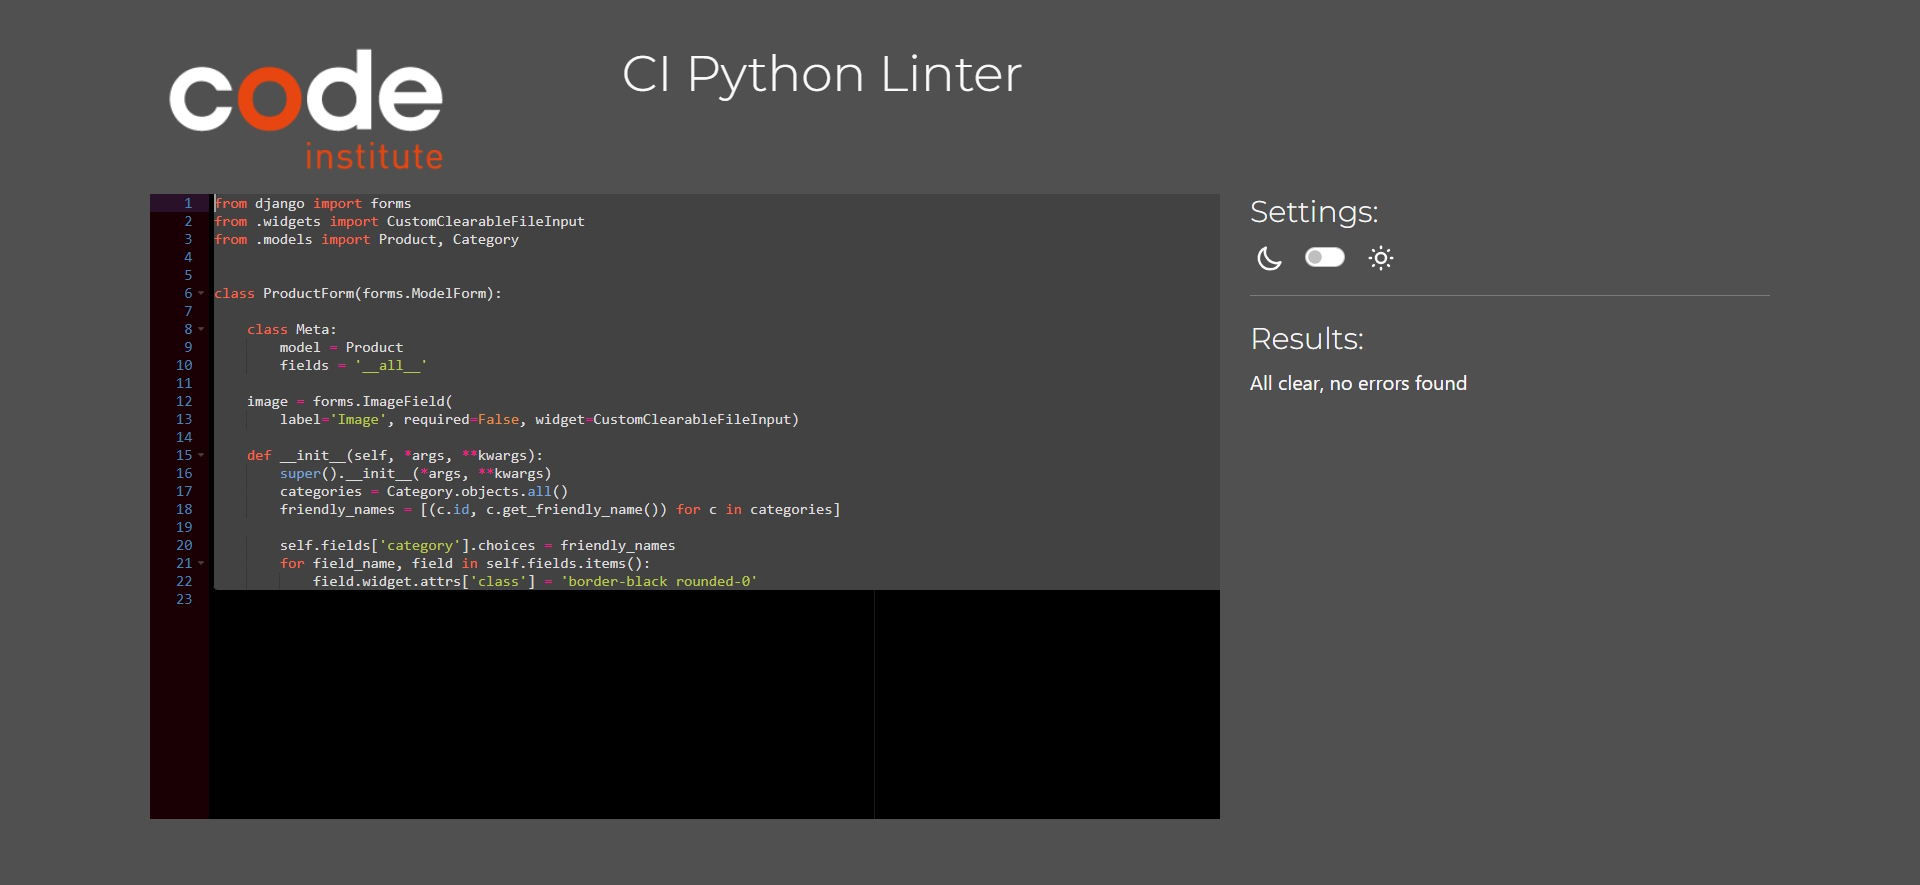 code
institute
CI Python Linter
1 from django import forms
2 from .widgets import CustomClearableFileInput
3 from .models import Product, Category
4
5
6 class ProductForm(forms.ModelForm):
7
8     class Meta:
9         model = Product
10         fields = '__all__'
11
12     image = forms.ImageField(
13         label='Image', required=False, widget=CustomClearableFileInput)
14
15     def __init__(self, *args, **kwargs):
16         super().__init__(*args, **kwargs)
17         categories = Category.objects.all()
18         friendly_names = [(c.id, c.get_friendly_name()) for c in categories]
19
20         self.fields['category'].choices = friendly_names
21         for field_name, field in self.fields.items():
22             field.widget.attrs['class'] = 'border-black rounded-0'
23
Settings:
Results:
All clear, no errors found